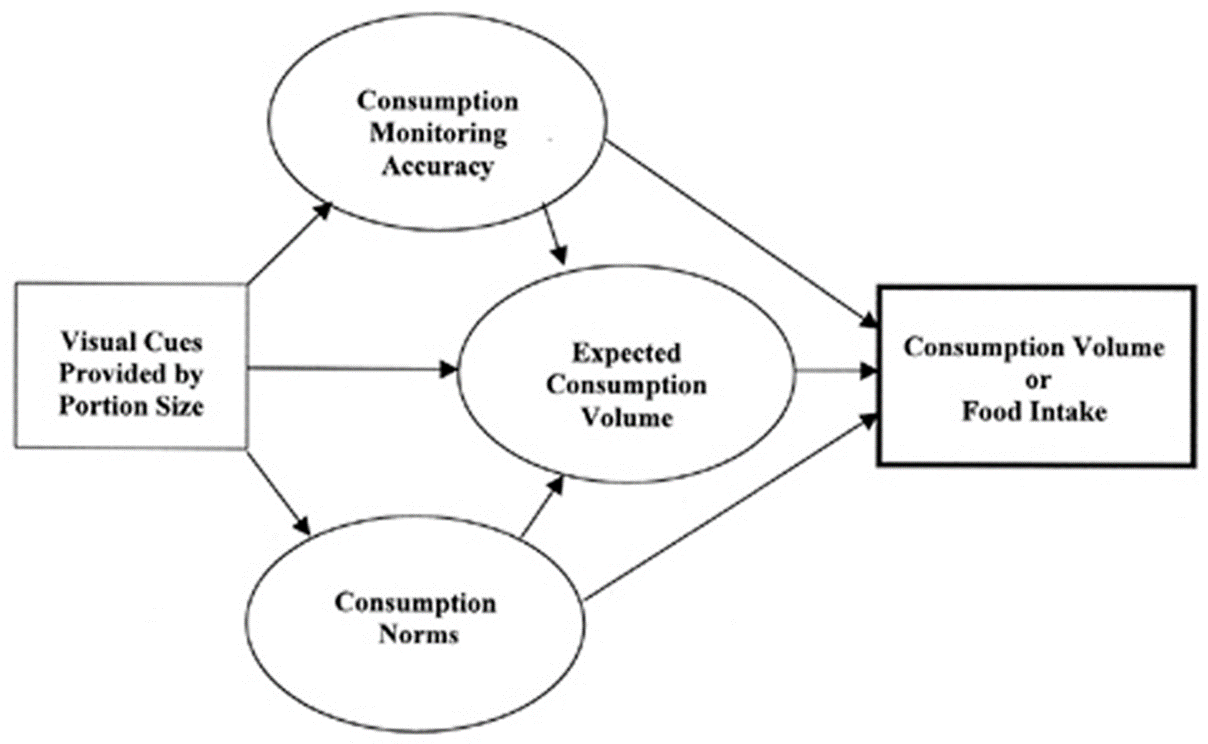 Consumption
Monitoring
Accuracy
Visual Cues
Provided by
Portion Size
Expected
Consumption
Volume
Consumption Volume
or
Food Intake
Consumption
Norms